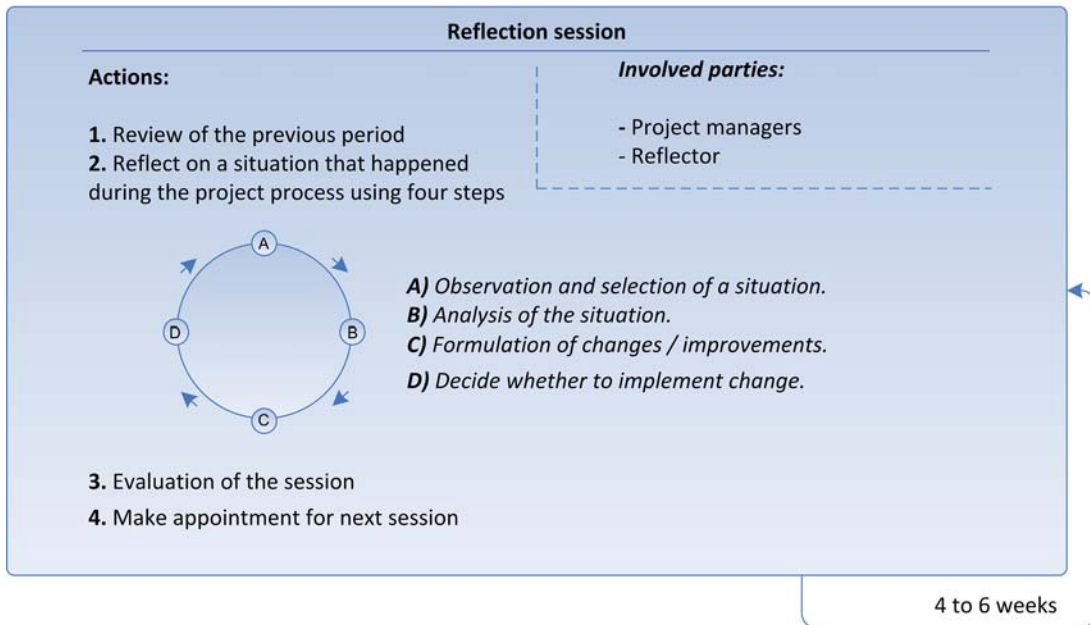 Reflection session
Actions:
1. Review of the previous period
2. Reflect on a situation that happened
during the project process using four steps
Involved parties:
- Project managers
- Reflector
A
B
C
D
A) Observation and selection of a situation.
B) Analysis of the situation.
C) Formulation of changes / improvements.
D) Decide whether to implement change.
3. Evaluation of the session
4. Make appointment for next session
4 to 6 weeks